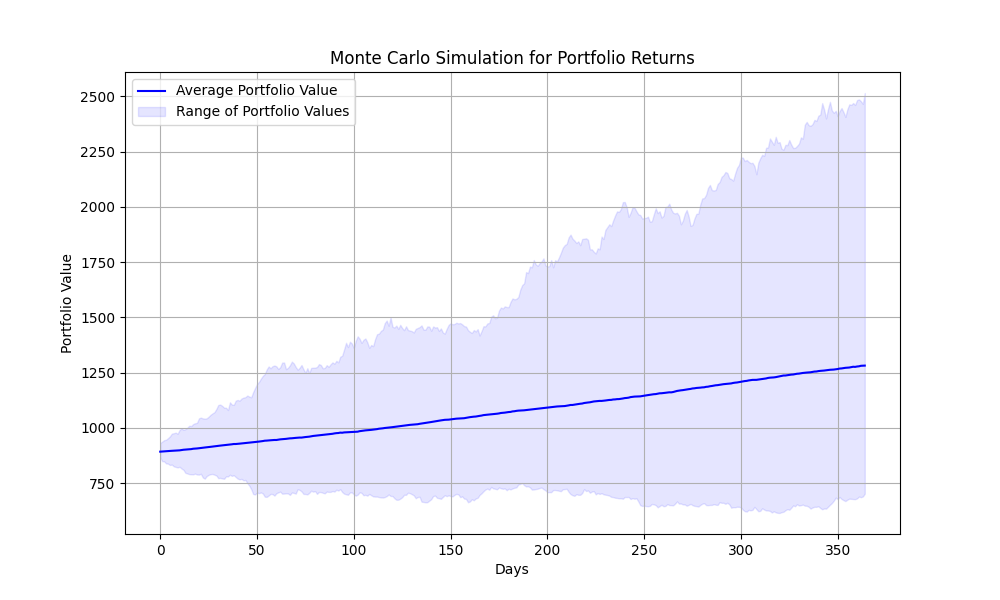 Monte Carlo Simulation for Portfolio Returns
Average Portfolio Value
Range of Portfolio Values
2500
2250
2000
1750
1500
1250
1000
750
Portfolio Value
0 50 100 150 200 250 300 350
Days